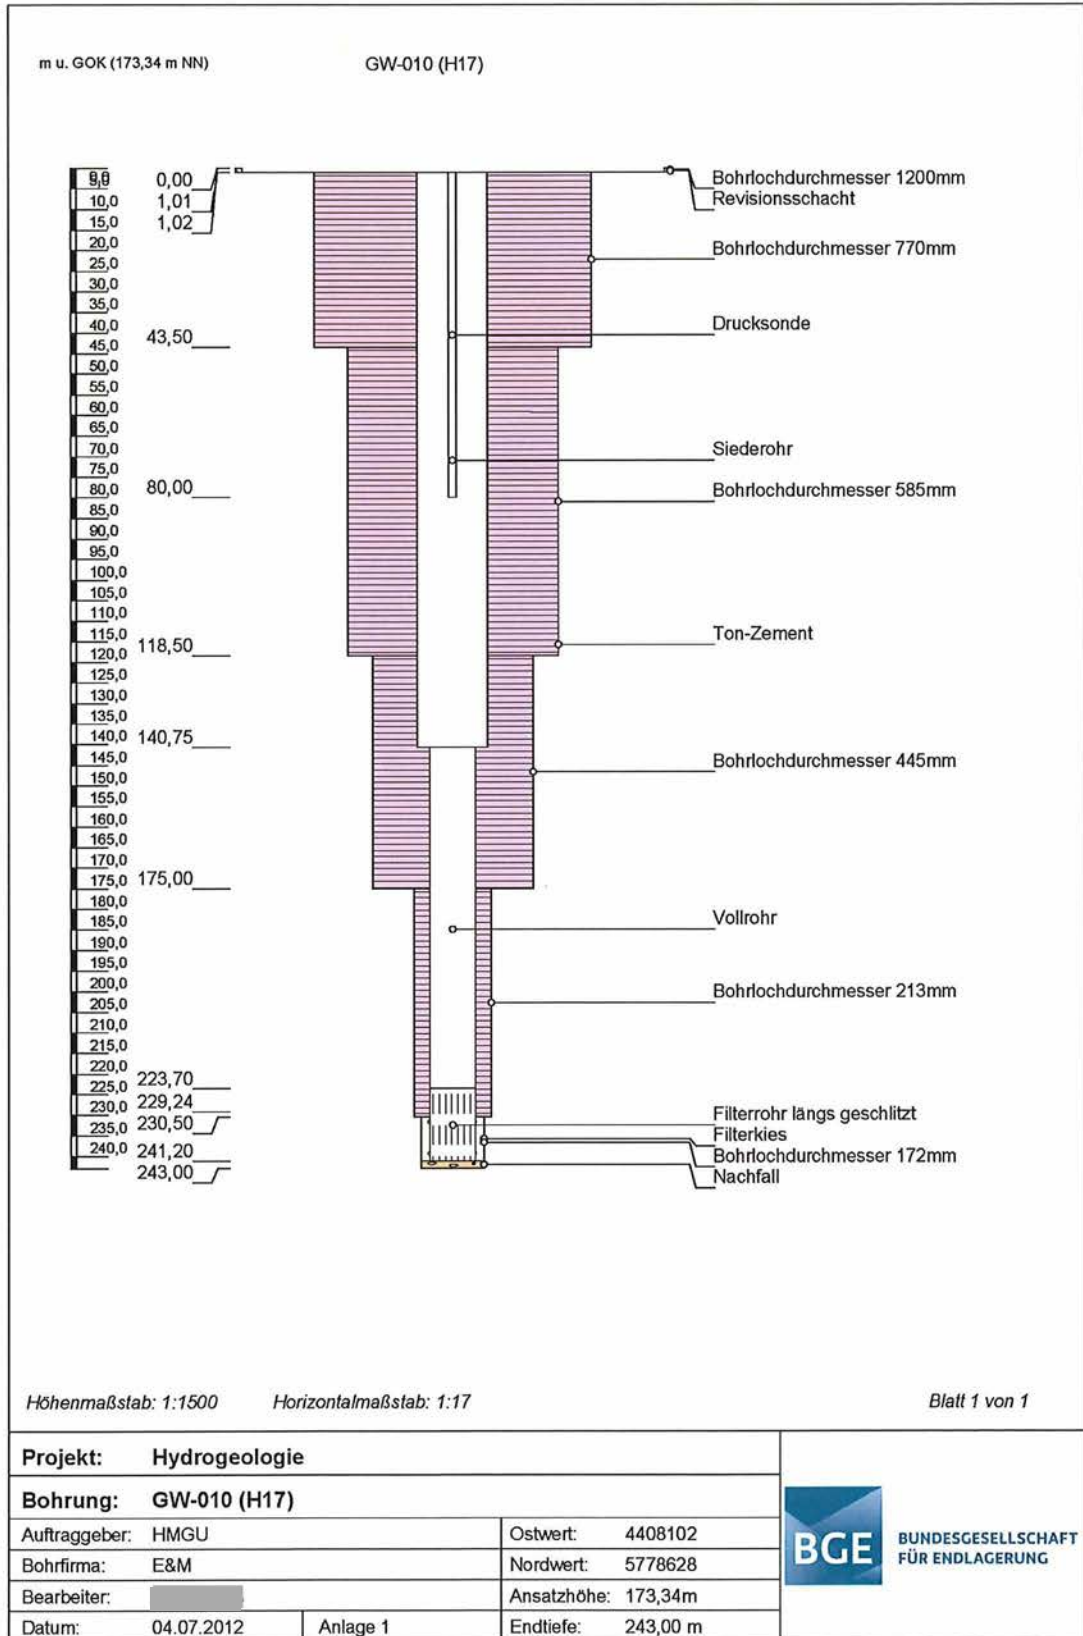 m u. GOK (173,34 m NN)
GW-010 (H17)
0,0
5,0
10,0
15,0
20,0
25,0
30,0
35,0
40,0
45,0
50,0
55,0
60,0
65,0
70,0
75,0
80,0
85,0
90,0
95,0
100,0
105,0
110,0
115,0
120,0
125,0
130,0
135,0
140,0
145,0
150,0
155,0
160,0
165,0
170,0
175,0
180,0
185,0
190,0
195,0
200,0
205,0
210,0
215,0
220,0
225,0
230,0
235,0
240,0
0,00
1,01
1,02
43,50
80,00
118,50
140,75
175,00
223,70
229,24
230,50
241,20
243,00
Bohrlochdurchmesser 1200mm
Revisionsschacht
Bohrlochdurchmesser 770mm
Drucksonde
Siederohr
Bohrlochdurchmesser 585mm
Ton-Zement
Bohrlochdurchmesser 445mm
Vollrohr
Bohrlochdurchmesser 213mm
Filterrohr längs geschlitzt
Filterkies
Bohrlochdurchmesser 172mm
Nachfall
Höhenmaßstab: 1:1500 Horizontalmaßstab: 1:17 Blatt 1 von 1
Projekt: Hydrogeologie
Bohrung: GW-010 (H17)
Auftraggeber: HMGU Ostwert: 4408102
Bohrfirma: E&M Nordwert: 5778628
Bearbeiter: Ansatzhöhe: 173,34m
Datum: 04.07.2012 Anlage 1 Endtiefe: 243,00 m
BGE
BUNDESGESELLSCHAFT
FÜR ENDLAGERUNG